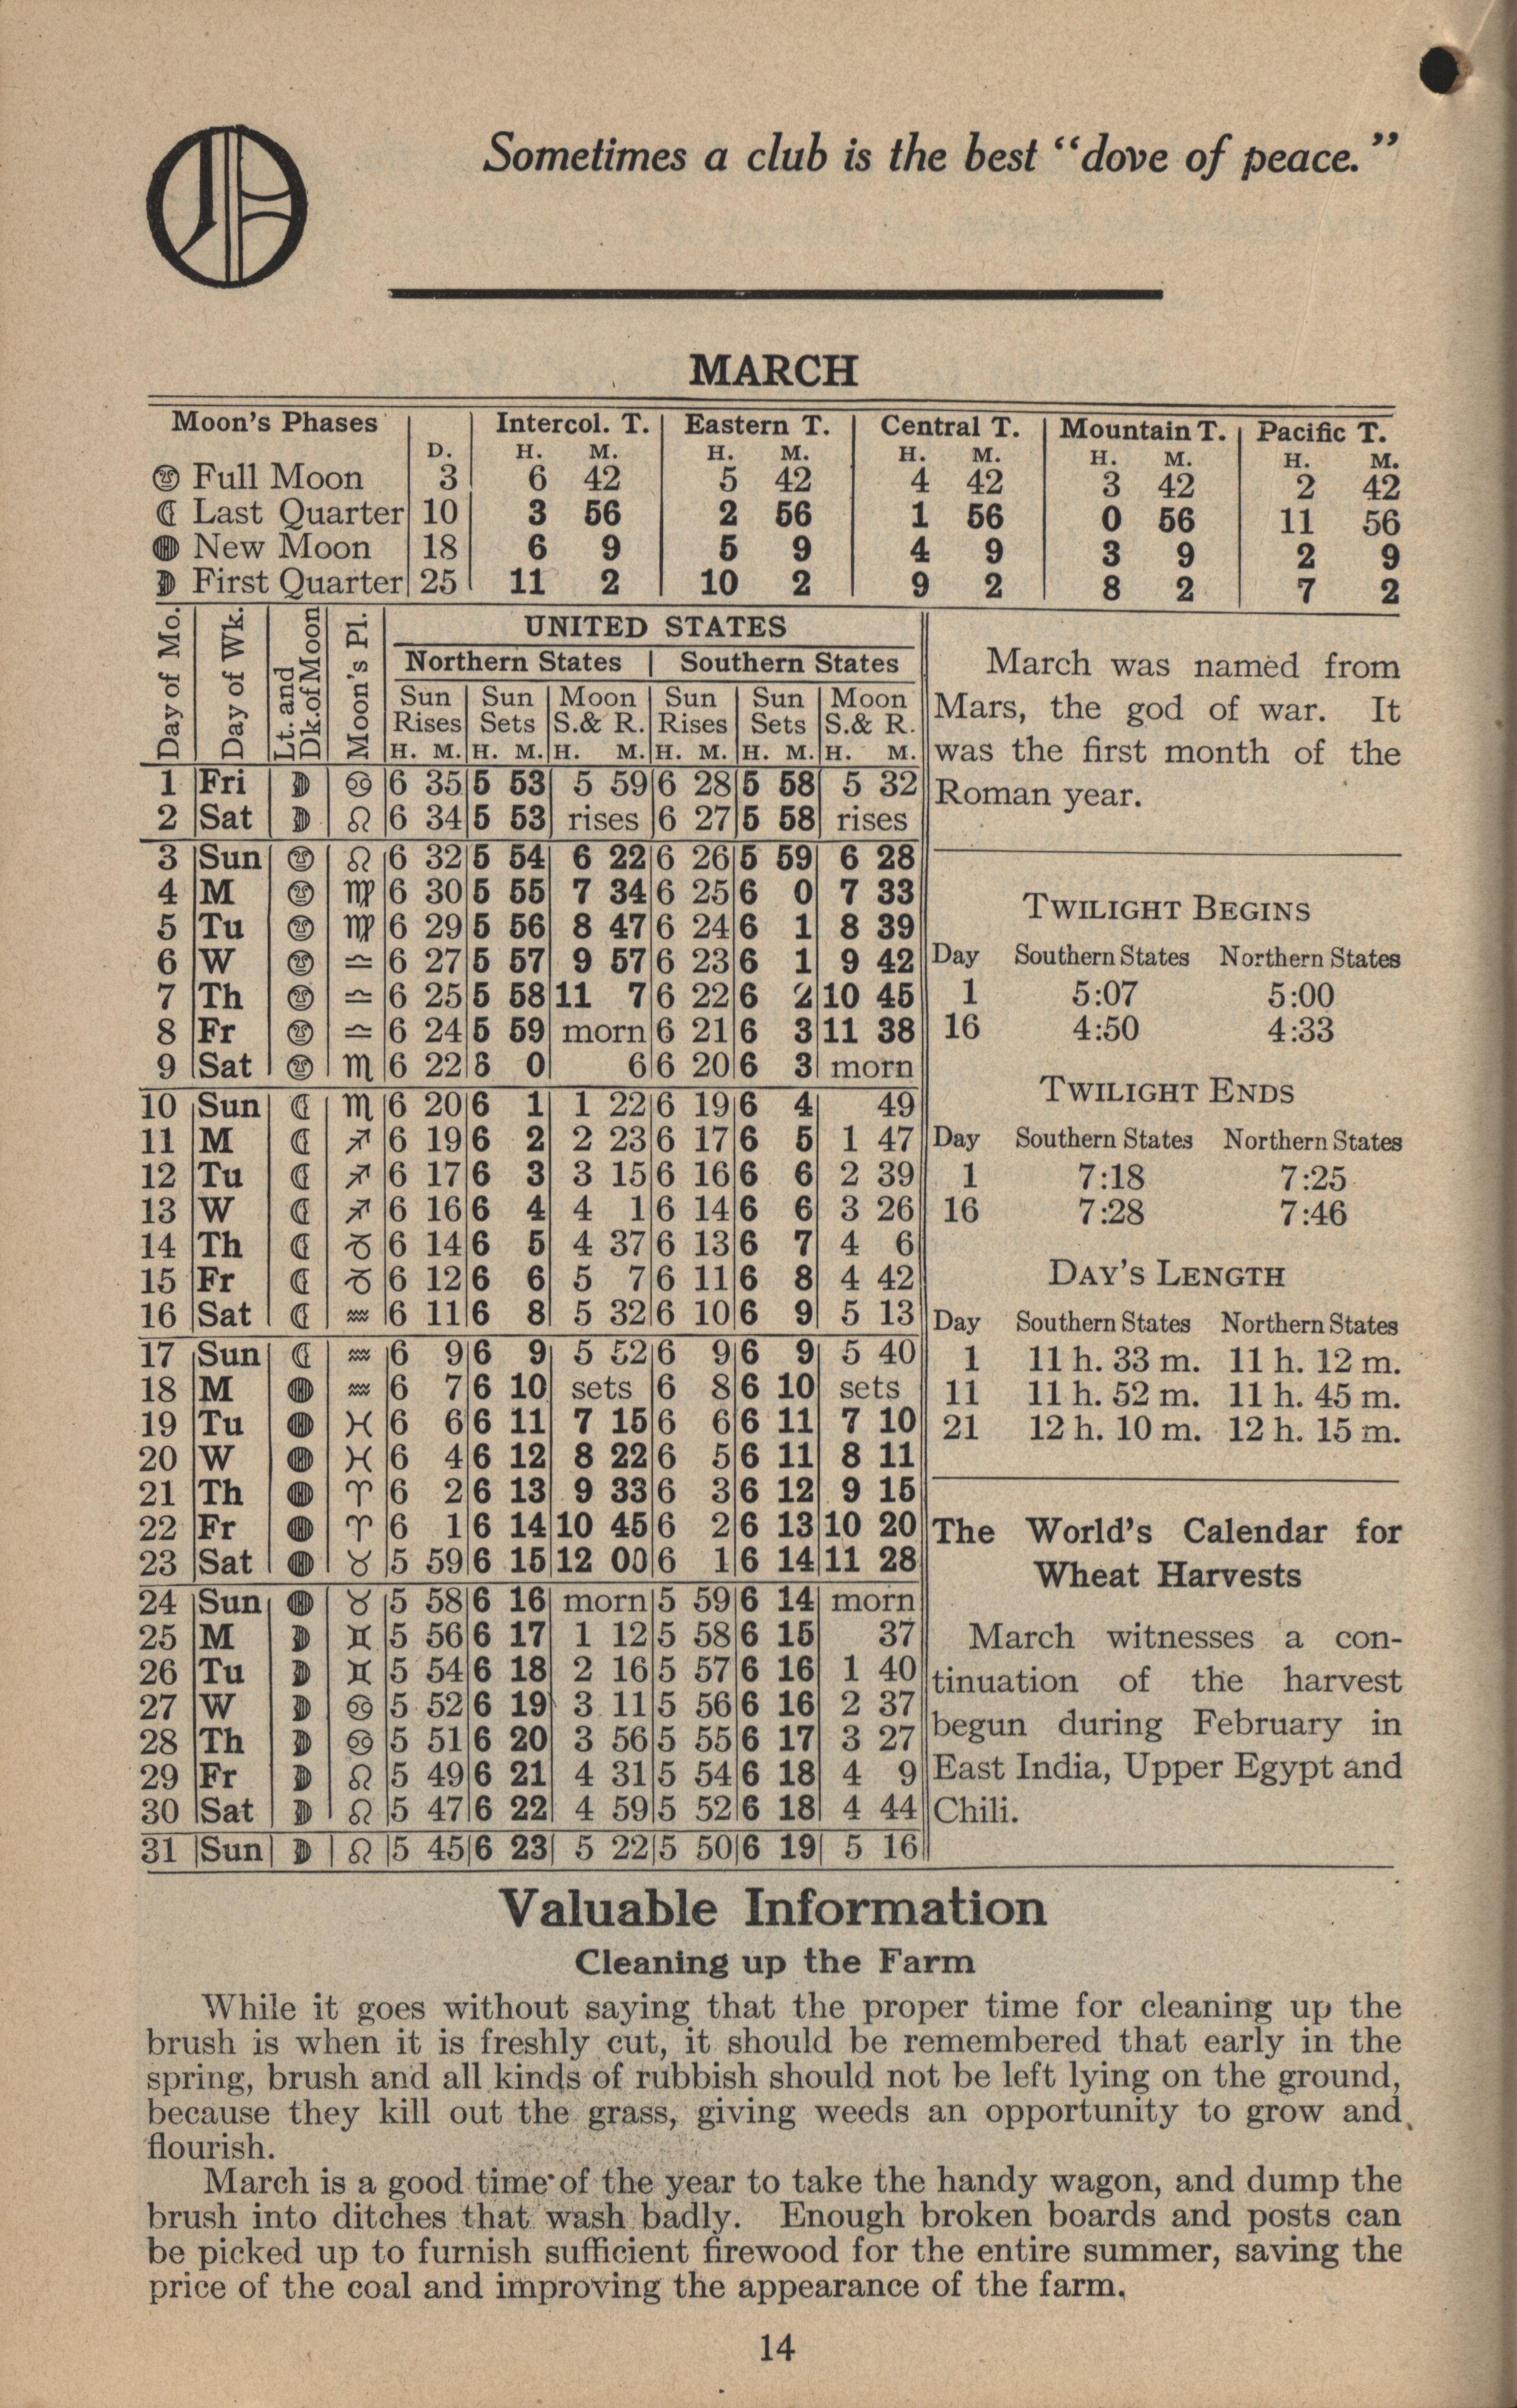 Sometimes a club is the best "dove of peace."
MARCH
Moon's Phases D. Intercol. T. H. M. Eastern T. H. M. Central T. H. M. Mountain T. H. M. Pacific T. H. M.
Full Moon 3 6 42 5 42 4 42 3 42 2 42
Last Quarter 10 3 56 2 56 1 56 0 56 11 56
New Moon 18 6 9 5 9 4 9 3 9 2 9
First Quarter 25 11 2 10 2 9 2 8 2 7 2
Day of Mo. Day of Wk. Lt. and Dk. of Moon Moon's Pl.
UNITED STATES
Northern States Southern States
Sun Rises Sun Sets Moon S. & R. Sun Rises Sun Sets Moon S. & R.
H. M. H. M. H. M. H. M. H. M. H. M.
1 Fri ♋ 6 35 5 53 5 59 6 28 5 58 5 32
2 Sat ♌ 6 34 5 53 rises 6 27 5 58 rises
3 Sun ♌ 6 32 5 54 6 22 6 26 5 59 6 28
4 M ♍ 6 30 5 55 7 34 6 25 6 0 7 33
5 Tu ♍ 6 29 5 56 8 47 6 24 6 1 8 39
6 W ♎ 6 27 5 57 9 57 6 23 6 1 9 42
7 Th ♎ 6 25 5 58 11 7 6 22 6 2 10 45
8 Fr ♎ 6 24 5 59 morn 6 21 6 3 11 38
9 Sat ♏ 6 22 6 0 6 6 20 6 3 morn
10 Sun ♏ 6 20 6 1 1 22 6 19 6 4 49
11 M ♐ 6 19 6 2 2 23 6 17 6 5 1 47
12 Tu ♐ 6 17 6 3 3 15 6 16 6 6 2 39
13 W ♐ 6 16 6 4 4 1 6 14 6 6 3 26
14 Th ♑ 6 14 6 5 4 37 6 13 6 7 4 6
15 Fr ♑ 6 12 6 6 5 7 6 11 6 8 4 42
16 Sat ♒ 6 11 6 8 5 32 6 10 6 9 5 13
17 Sun ♒ 6 9 6 9 5 52 6 9 6 9 5 40
18 M ♒ 6 7 6 10 sets 6 8 6 10 sets
19 Tu ♓ 6 6 6 11 7 15 6 6 6 11 7 10
20 W ♓ 6 4 6 12 8 22 6 5 6 11 8 11
21 Th ♈ 6 2 6 13 9 33 6 3 6 12 9 15
22 Fr ♈ 6 1 6 14 10 45 6 2 6 13 10 20
23 Sat ♉ 5 59 6 15 12 00 6 1 6 14 11 28
24 Sun ♉ 5 58 6 16 morn 5 59 6 14 morn
25 M ♊ 5 56 6 17 1 12 5 58 6 15 37
26 Tu ♊ 5 54 6 18 2 16 5 57 6 16 1 40
27 W ♋ 5 52 6 19 3 11 5 56 6 16 2 37
28 Th ♋ 5 51 6 20 3 56 5 55 6 17 3 27
29 Fr ♌ 5 49 6 21 4 31 5 54 6 18 4 9
30 Sat ♌ 5 47 6 22 4 59 5 52 6 18 4 44
31 Sun ♌ 5 45 6 23 5 22 5 50 6 19 5 16
March was named from
Mars, the god of war. It
was the first month of the
Roman year.
TWILIGHT BEGINS
Day Southern States Northern States
1 5:07 5:00
16 4:50 4:33
TWILIGHT ENDS
Day Southern States Northern States
1 7:18 7:25
16 7:28 7:46
DAY'S LENGTH
Day Southern States Northern States
1 11 h. 33 m. 11 h. 12 m.
11 11 h. 52 m. 11 h. 45 m.
21 12 h. 10 m. 12 h. 15 m.
The World's Calendar for
Wheat Harvests
March witnesses a con-
tinuation of the harvest
begun during February in
East India, Upper Egypt and
Chili.
Valuable Information
Cleaning up the Farm
While it goes without saying that the proper time for cleaning up the
brush is when it is freshly cut, it should be remembered that early in the
spring, brush and all kinds of rubbish should not be left lying on the ground,
because they kill out the grass, giving weeds an opportunity to grow and
flourish.
March is a good time of the year to take the handy wagon, and dump the
brush into ditches that wash badly. Enough broken boards and posts can
be picked up to furnish sufficient firewood for the entire summer, saving the
price of the coal and improving the appearance of the farm.
14